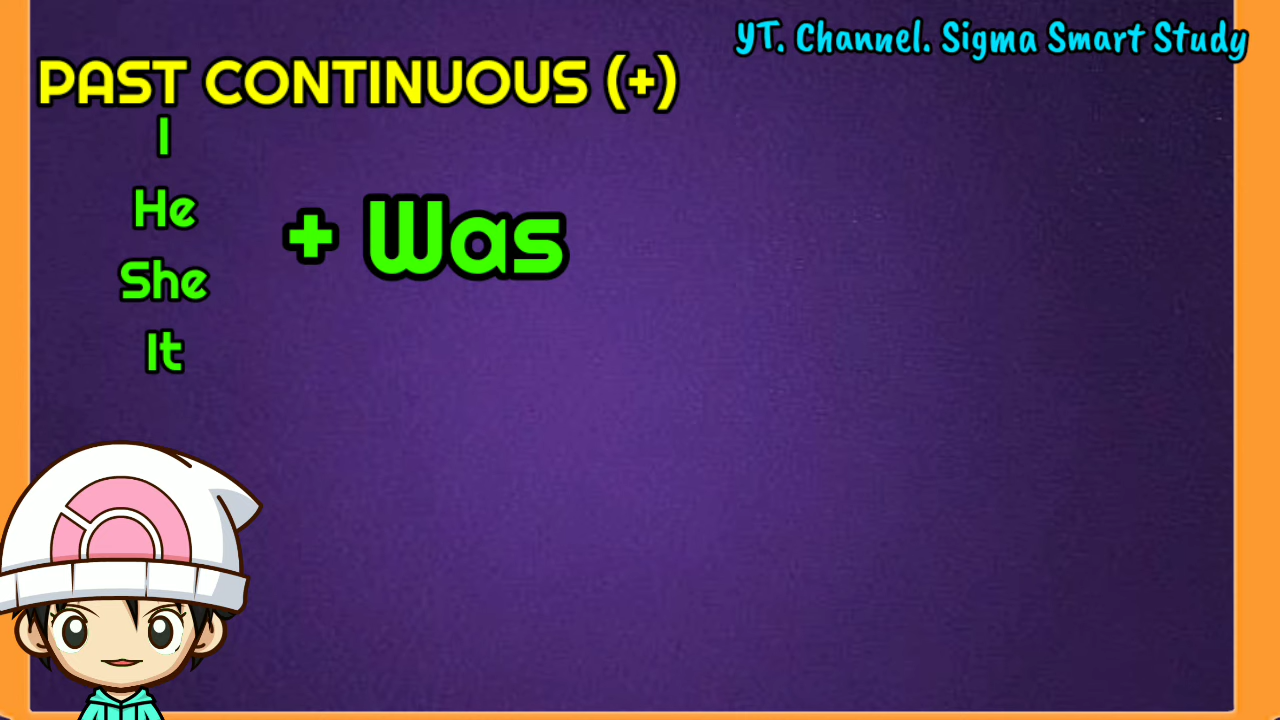 YT. Channel. Sigma Smart Study
PAST CONTINUOUS (+)
I
He
She
It
+ Was